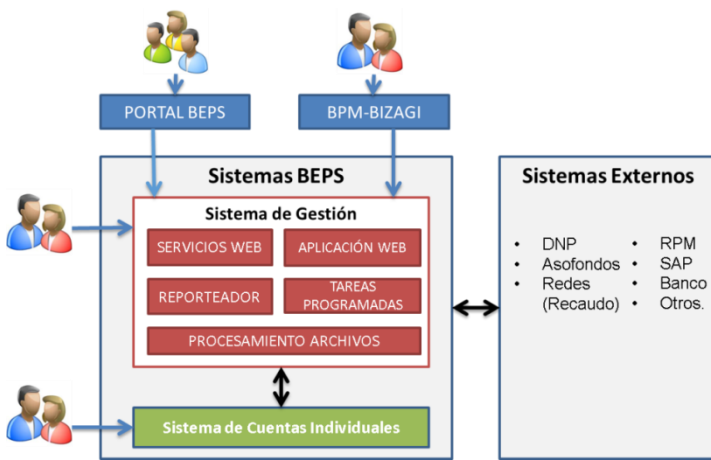 PORTAL BEPS
BPM-BIZAGI
Sistemas BEPS
Sistema de Gestión
SERVICIOS WEB
APLICACIÓN WEB
REPORTEADOR
TAREAS
PROGRAMADAS
PROCESAMIENTO ARCHIVOS
Sistema de Cuentas Individuales
Sistemas Externos
• DNP
• Asofondos
• Redes
(Recaudo)
• RPM
• SAP
• Banco
• Otros.